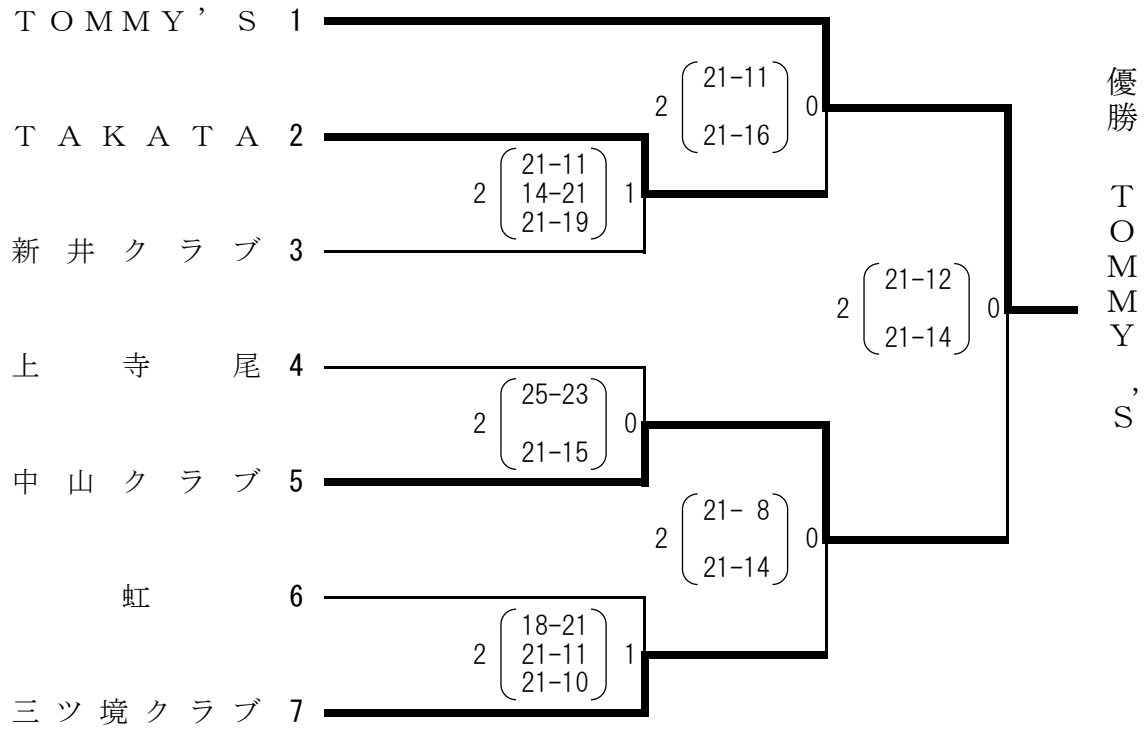 TOMMY’S 1
21-11
2 0
21-16
TAKATA 2
21-11
2 14-21 1
21-19
新井クラブ 3
21-12
2 0
21-14
上寺尾 4
25-23
2 0
21-15
中山クラブ 5
21- 8
2 0
21-14
虹 6
18-21
2 21-11 1
21-10
三ツ境クラブ 7
優勝 TOMMY’S